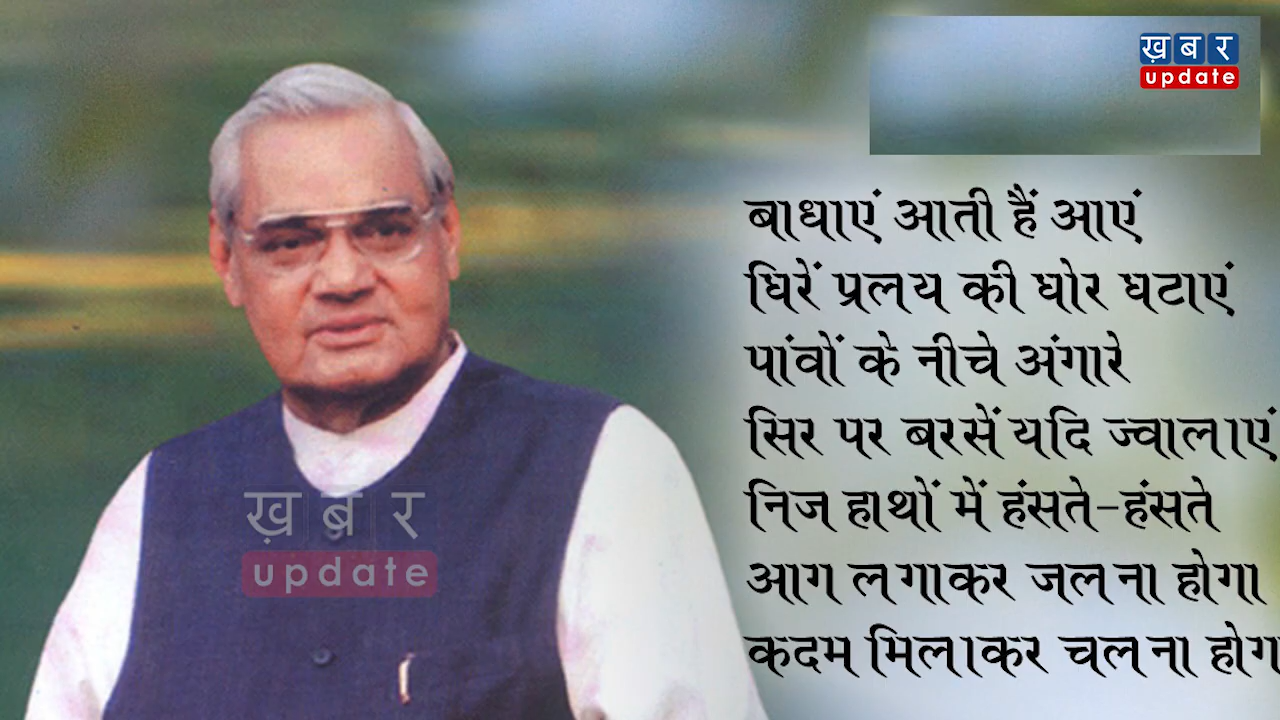 ख़बर
update
बाधाएं आती हैं आएं
घिरें प्रलय की घोर घटाएं
पांवों के नीचे अंगारे
सिर पर बरसें यदि ज्वालाएं
निज हाथों में हंसते-हंसते
आग लगाकर जलना होगा
कदम मिलाकर चलना होगा
ख़बर
update